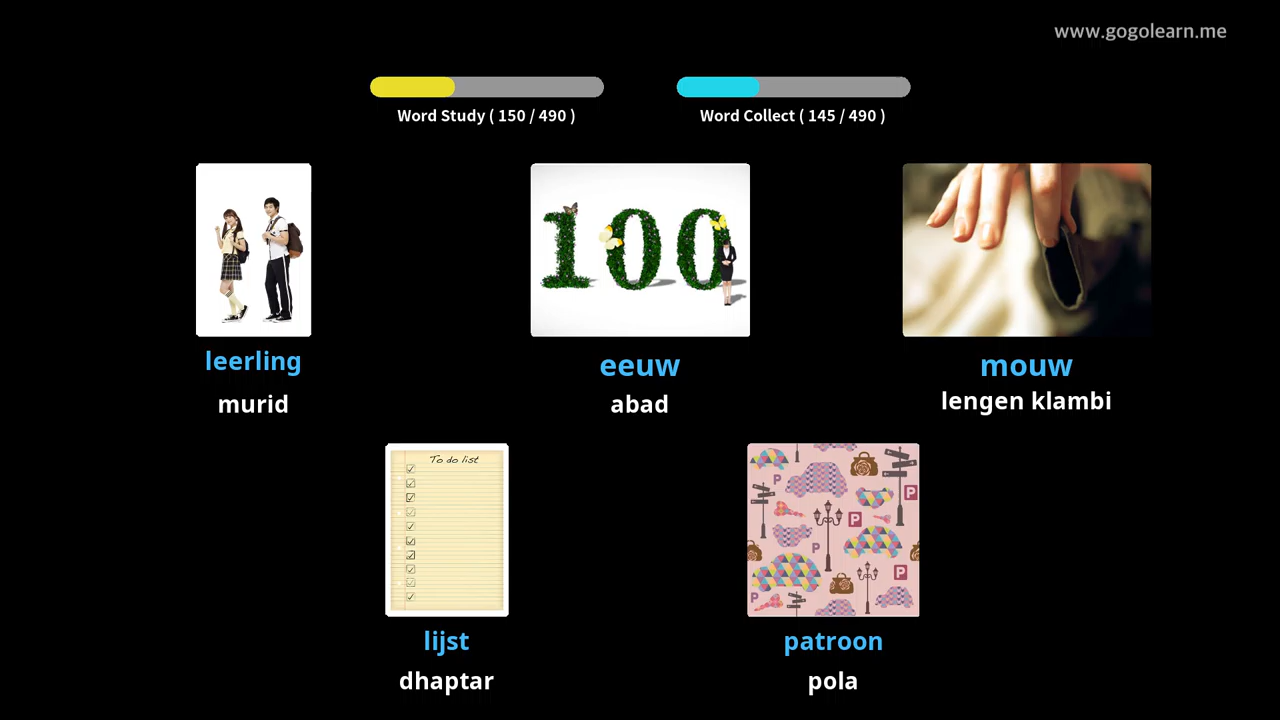 www.gogolearn.me
Word Study ( 150 / 490 )
Word Collect ( 145 / 490 )
100
leerling
eeuw
mouw
murid
abad
lengen klambi
To do list
P
P
P
P
P
P
lijst
patroon
dhaptar
pola